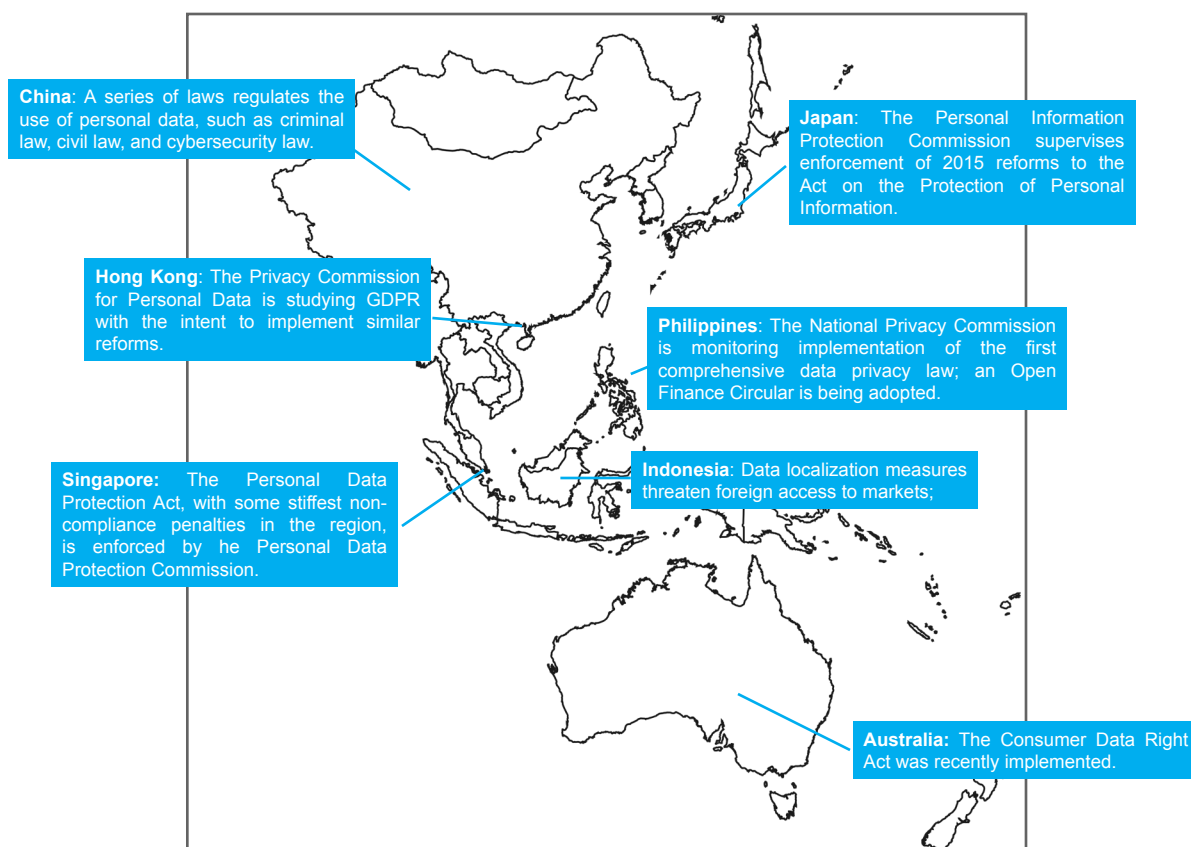 China: A series of laws regulates the
use of personal data, such as criminal
law, civil law, and cybersecurity law.
Japan: The Personal Information
Protection Commission supervises
enforcement of 2015 reforms to the
Act on the Protection of Personal
Information.
Hong Kong: The Privacy Commission
for Personal Data is studying GDPR
with the intent to implement similar
reforms.
Philippines: The National Privacy Commission
is monitoring implementation of the first
comprehensive data privacy law; an Open
Finance Circular is being adopted.
Singapore: The Personal Data
Protection Act, with some stiffest non-
compliance penalties in the region,
is enforced by he Personal Data
Protection Commission.
Indonesia: Data localization measures
threaten foreign access to markets;
Australia: The Consumer Data Right
Act was recently implemented.